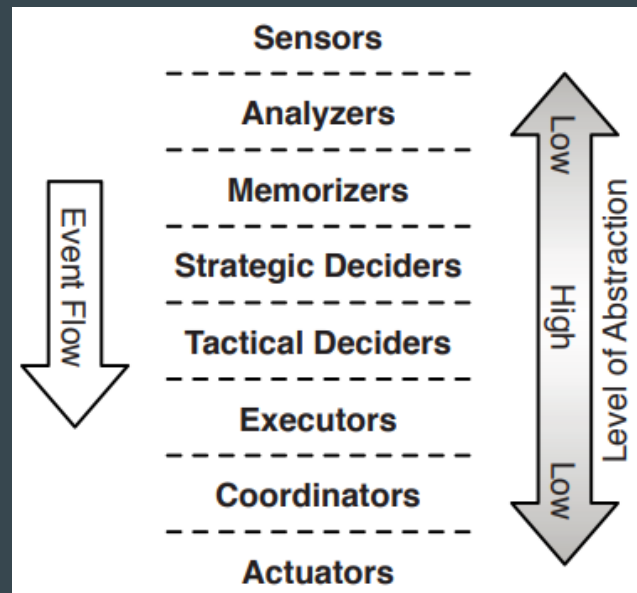 Sensors
Analyzers
Memorizers
Strategic Deciders
Tactical Deciders
Executors
Coordinators
Actuators
Event Flow
Low
High
Low
Level of Abstraction